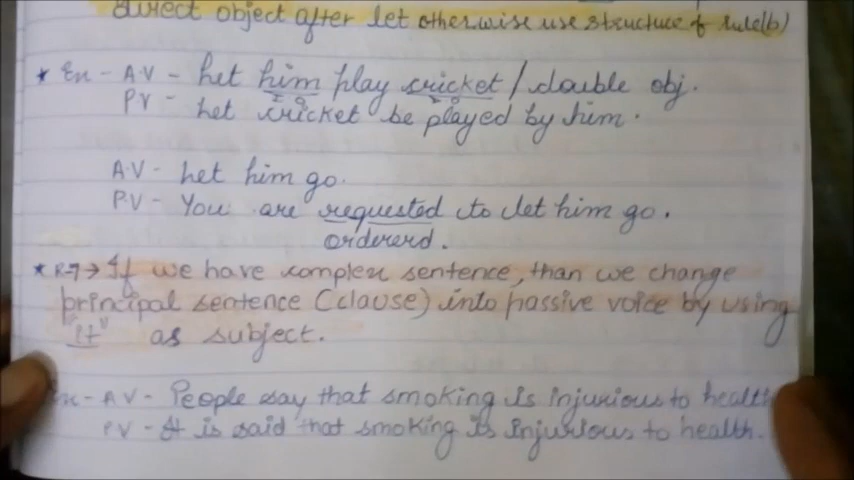 direct object after let otherwise use structure of rule(b)
* Ex - A.V - Let him play cricket / double obj.
I O D O
PV - Let cricket be played by him.
A.V - Let him go.
P.V - You are requested to let him go.
ordererd.
* R-7 → If we have complex sentence, than we change
principal sentence (clause) into passive voice by using
"it" as subject.
Ex - A V - People say that smoking is injurious to health
PV - It is said that smoking is injurious to health.